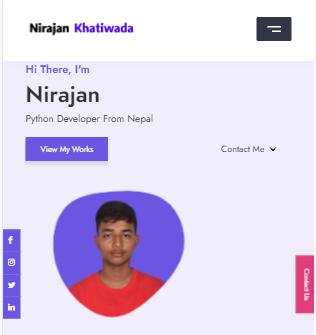 Nirajan Khatiwada
Hi There, I'm
Nirajan
Python Developer From Nepal
View My Works
Contact Me
Contact Us